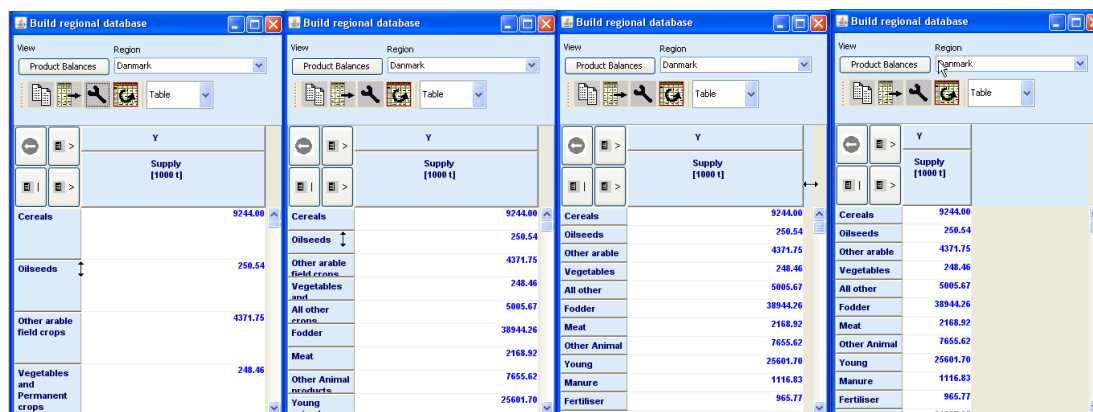 Build regional database
View Region
Product Balances Danmark
Table
Y
Supply
[1000 t]
Cereals 9244.00
Oilseeds 250.54
Other arable 4371.75
field crops
Vegetables 248.46
and
Permanent
crops
Build regional database
View Region
Product Balances Danmark
Table
Y
Supply
[1000 t]
Cereals 9244.00
Oilseeds 250.54
Other arable 4371.75
field crops
Vegetables 248.46
and
All other 5005.67
crops
Fodder 38944.26
Meat 2168.92
Other Animal 7655.62
products
Young 25601.70
Build regional database
View Region
Product Balances Danmark
Table
Y
Supply
[1000 t]
Cereals 9244.00
Oilseeds 250.54
Other arable 4371.75
Vegetables 248.46
All other 5005.67
Fodder 38944.26
Meat 2168.92
Other Animal 7655.62
Young 25601.70
Manure 1116.83
Fertiliser 965.77
Build regional database
View Region
Product Balances Danmark
Table
Y
Supply
[1000 t]
Cereals 9244.00
Oilseeds 250.54
Other arable 4371.75
Vegetables 248.46
All other 5005.67
Fodder 38944.26
Meat 2168.92
Other Animal 7655.62
Young 25601.70
Manure 1116.83
Fertiliser 965.77